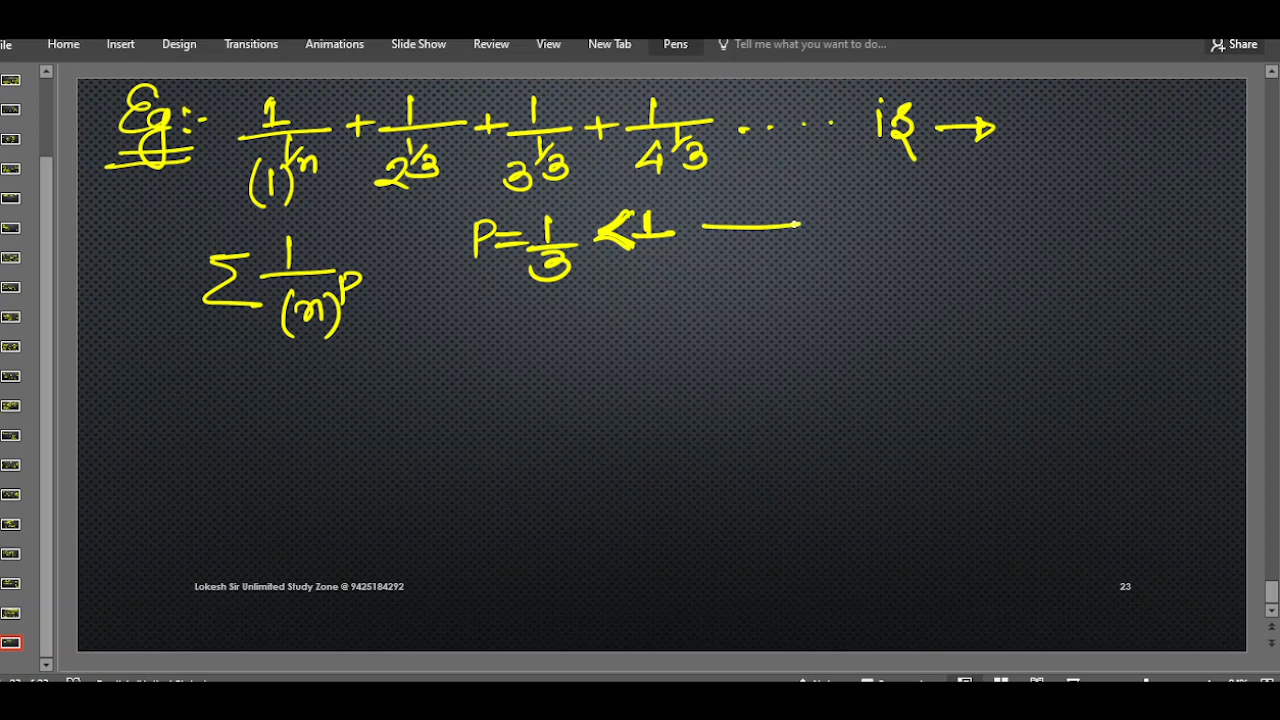 File Home Insert Design Transitions Animations Slide Show Review View New Tab Pens Tell me what you want to do... Share
Eg:- 1/(1)^1/n + 1/2^1/3 + 1/3^1/3 + 1/4^1/3 ..... is →
P = 1/3 < 1 —
∑ 1/(n)^P
Lokesh Sir Unlimited Study Zone @ 9425184292 23